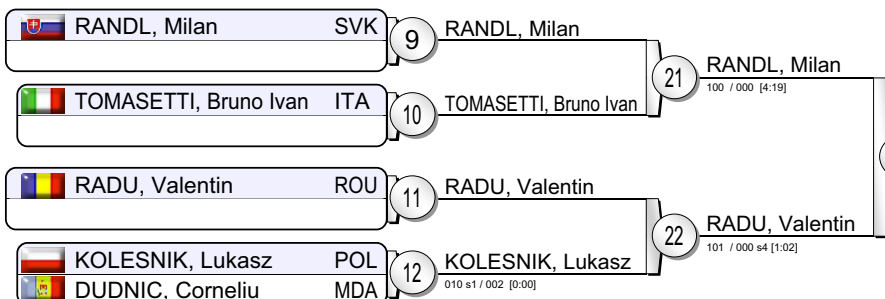 RANDL, Milan SVK
9
RANDL, Milan
TOMASETTI, Bruno Ivan ITA
10
TOMASETTI, Bruno Ivan
21
RANDL, Milan
100 / 000 [4:19]
RADU, Valentin ROU
11
RADU, Valentin
KOLESNIK, Lukasz POL
DUDNIC, Corneliu MDA
12
KOLESNIK, Lukasz
010 s1 / 002 [0:00]
22
RADU, Valentin
101 / 000 s4 [1:02]